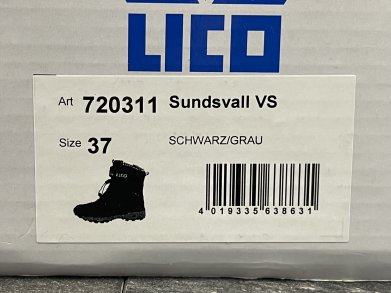 LICO
Art 720311 Sundsvall VS
Size 37 SCHWARZ/GRAU
LICO
4 019335 638631